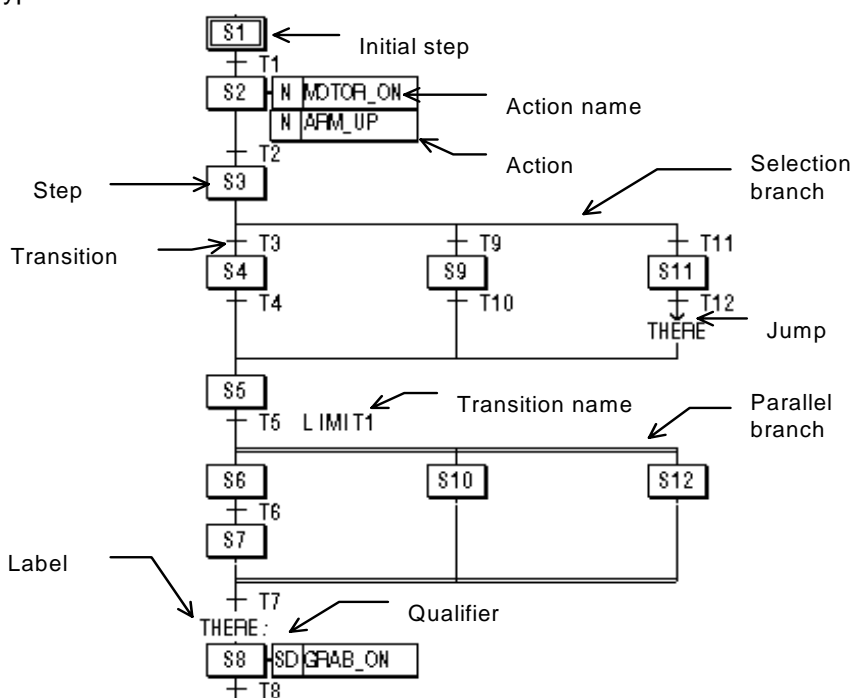 S1
Initial step
T1
S2 N MOTOR_ON
Action name
N ARM_UP
T2
Action
Selection
branch
Step
S3
Transition
T3 T9 T11
S4 S9 S11
T4 T10 T12
THERE
Jump
S5
T5 LIMIT1
Transition name
Parallel
branch
S6 S10 S12
T6
S7
Label
T7
Qualifier
THERE:
S8 SD GRAB_ON
T8